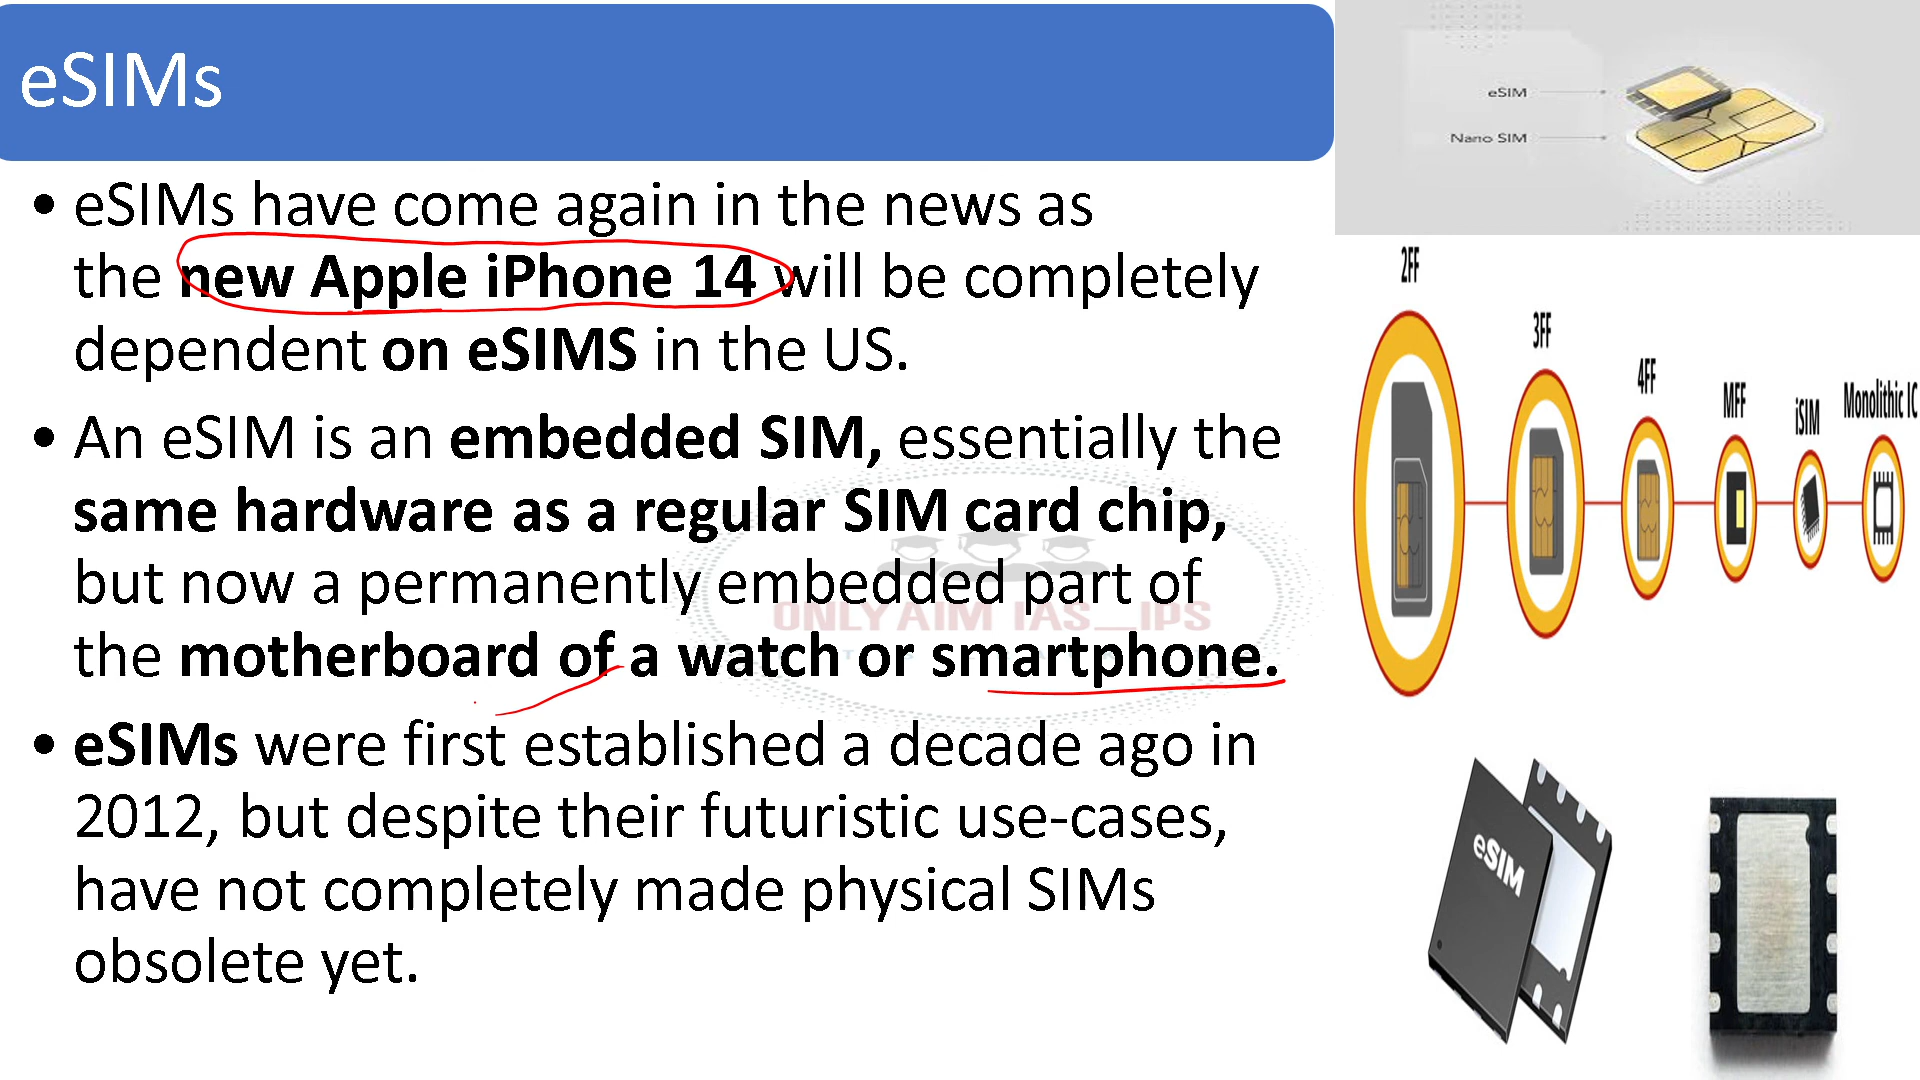 eSIMs
• eSIMs have come again in the news as
the new Apple iPhone 14 will be completely
dependent on eSIMS in the US.
• An eSIM is an embedded SIM, essentially the
same hardware as a regular SIM card chip,
but now a permanently embedded part of
the motherboard of a watch or smartphone.
• eSIMs were first established a decade ago in
2012, but despite their futuristic use-cases,
have not completely made physical SIMs
obsolete yet.
ONLYAIM IAS_IPS
eSIM
Nano SIM
2FF
3FF
4FF
MFF
iSIM
Monolithic IC
eSIM